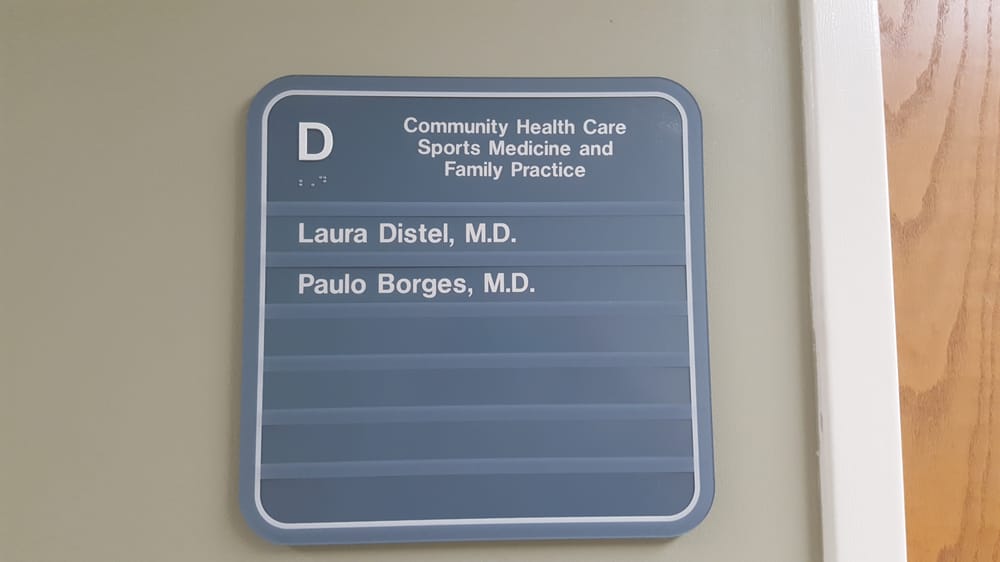 D
Community Health Care
Sports Medicine and
Family Practice
Laura Distel, M.D.
Paulo Borges, M.D.